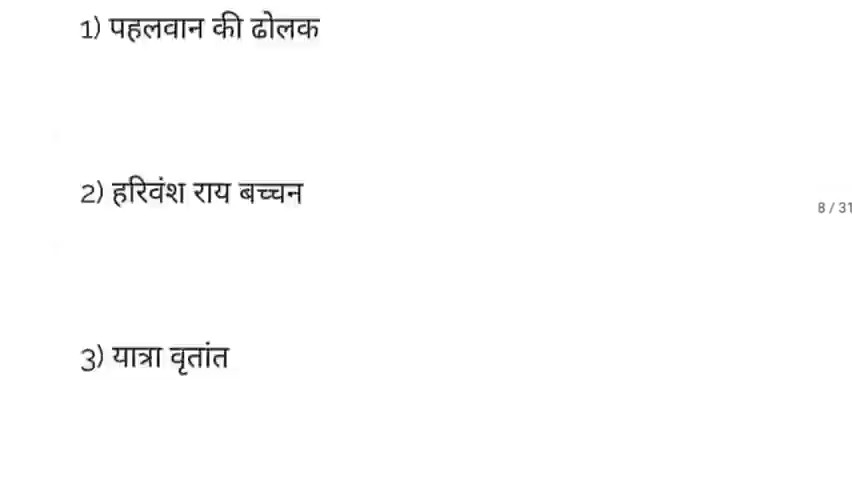 1) पहलवान की ढोलक
2) हरिवंश राय बच्चन
8 / 31
3) यात्रा वृतांत